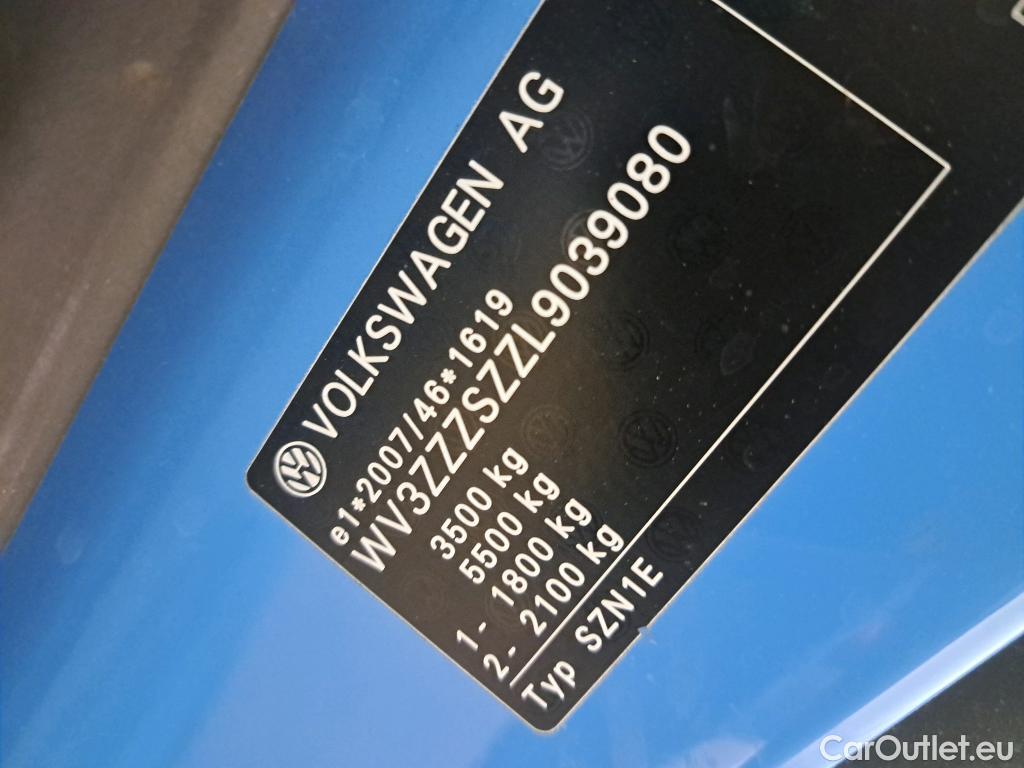 VOLKSWAGEN AG
e1*2007/46*1619
WV3ZZZSZZL9039080
3500 kg
5500 kg
1- 1800 kg
2- 2100 kg
Typ SZN1E
CarOutlet.eu